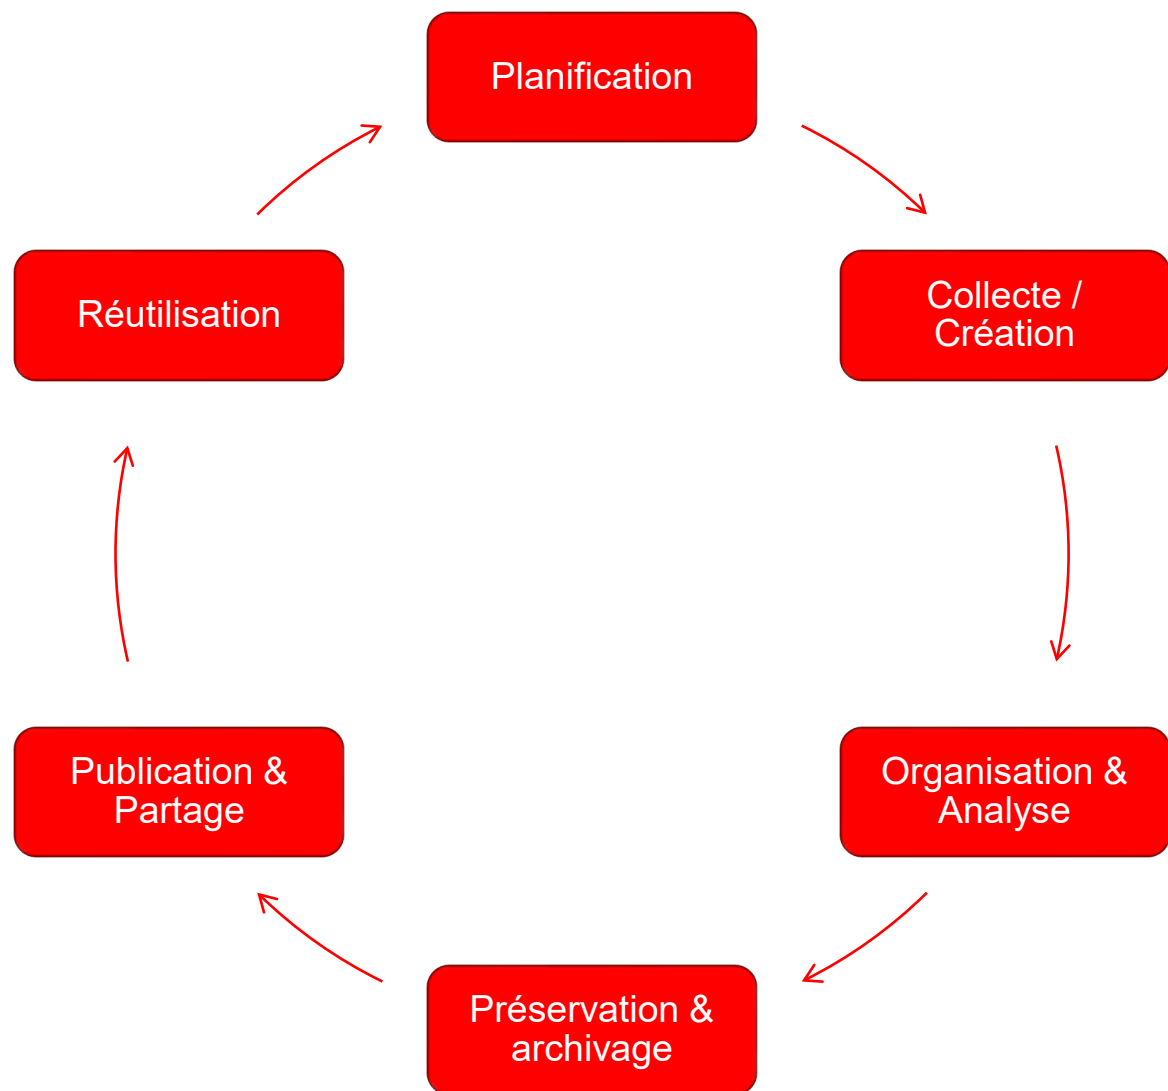 Planification
Collecte /
Création
Organisation &
Analyse
Préservation &
archivage
Publication &
Partage
Réutilisation